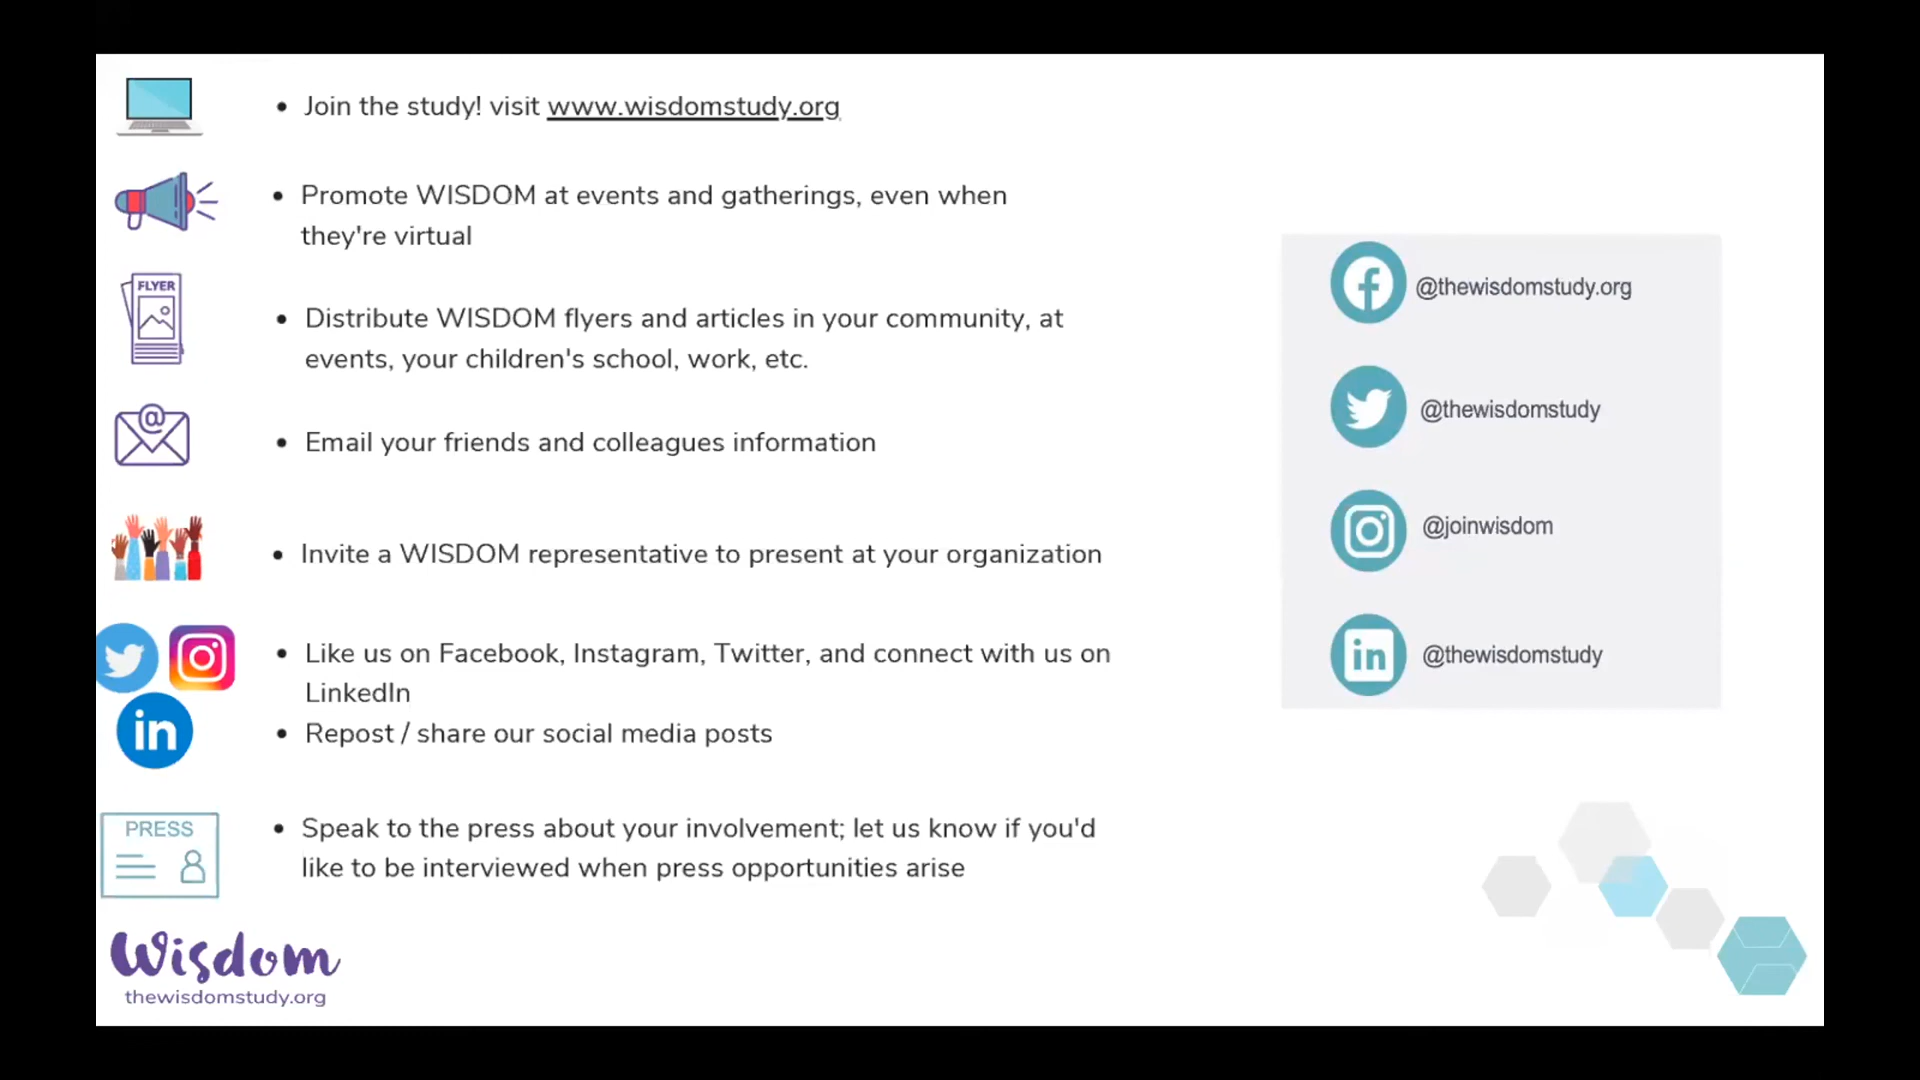 Join the study! visit www.wisdomstudy.org
Promote WISDOM at events and gatherings, even when
they're virtual
FLYER
Distribute WISDOM flyers and articles in your community, at
events, your children's school, work, etc.
@
Email your friends and colleagues information
Invite a WISDOM representative to present at your organization
Like us on Facebook, Instagram, Twitter, and connect with us on
LinkedIn
in
Repost / share our social media posts
PRESS
Speak to the press about your involvement; let us know if you'd
like to be interviewed when press opportunities arise
Wisdom
thewisdomstudy.org
f
@thewisdomstudy.org
@thewisdomstudy
@joinwisdom
in
@thewisdomstudy